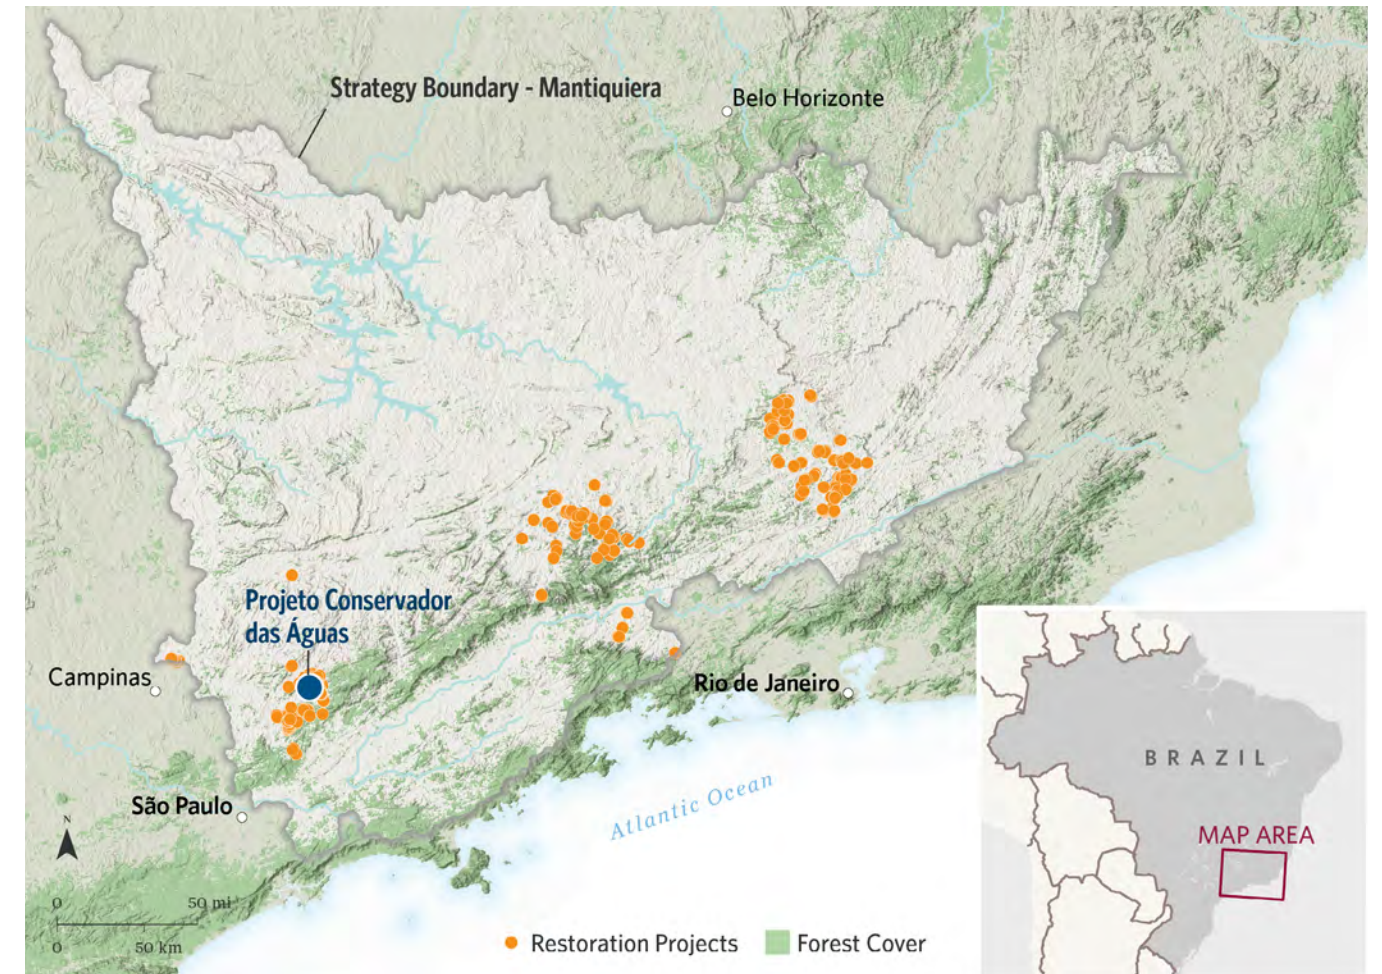 Strategy Boundary - Mantiquiera
Belo Horizonte
Projeto Conservador
das Águas
Campinas
Rio de Janeiro
São Paulo
Atlantic Ocean
N
0 50 mi
0 50 km
Restoration Projects
Forest Cover
BRAZIL
MAP AREA